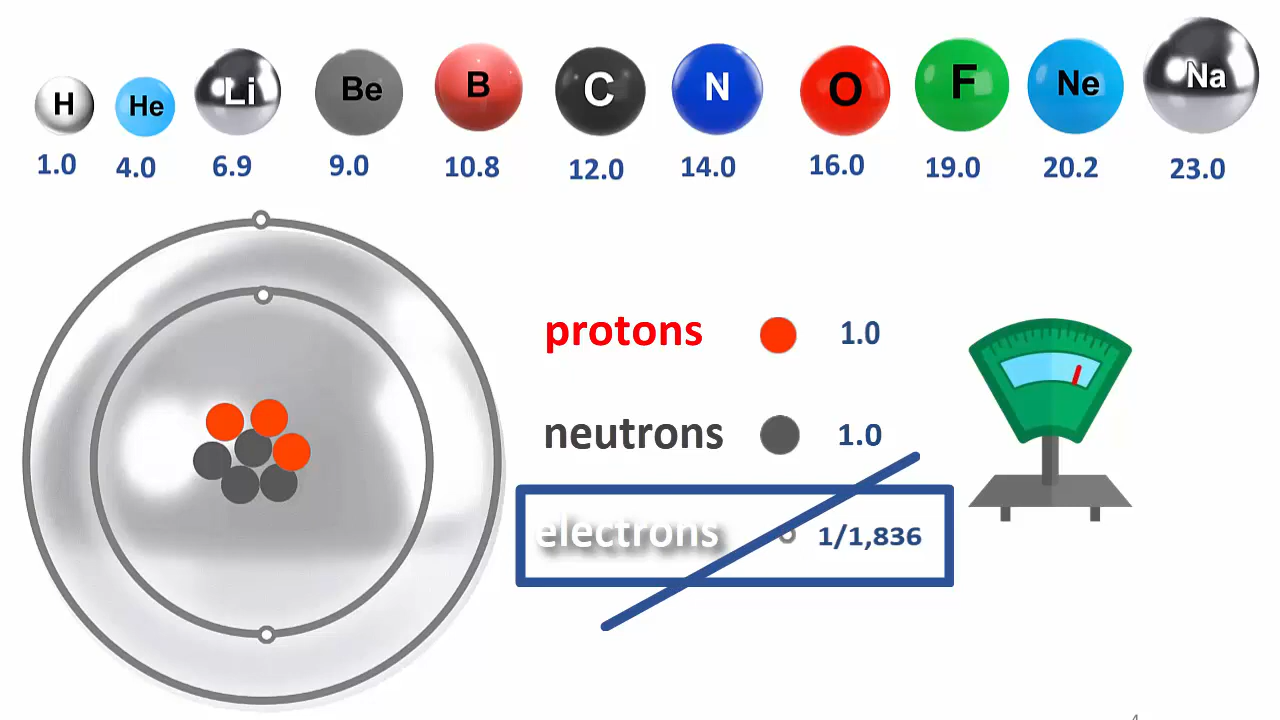 H He Li Be B C N O F Ne Na
1.0 4.0 6.9 9.0 10.8 12.0 14.0 16.0 19.0 20.2 23.0
protons 1.0
neutrons 1.0
electrons 1/1,836